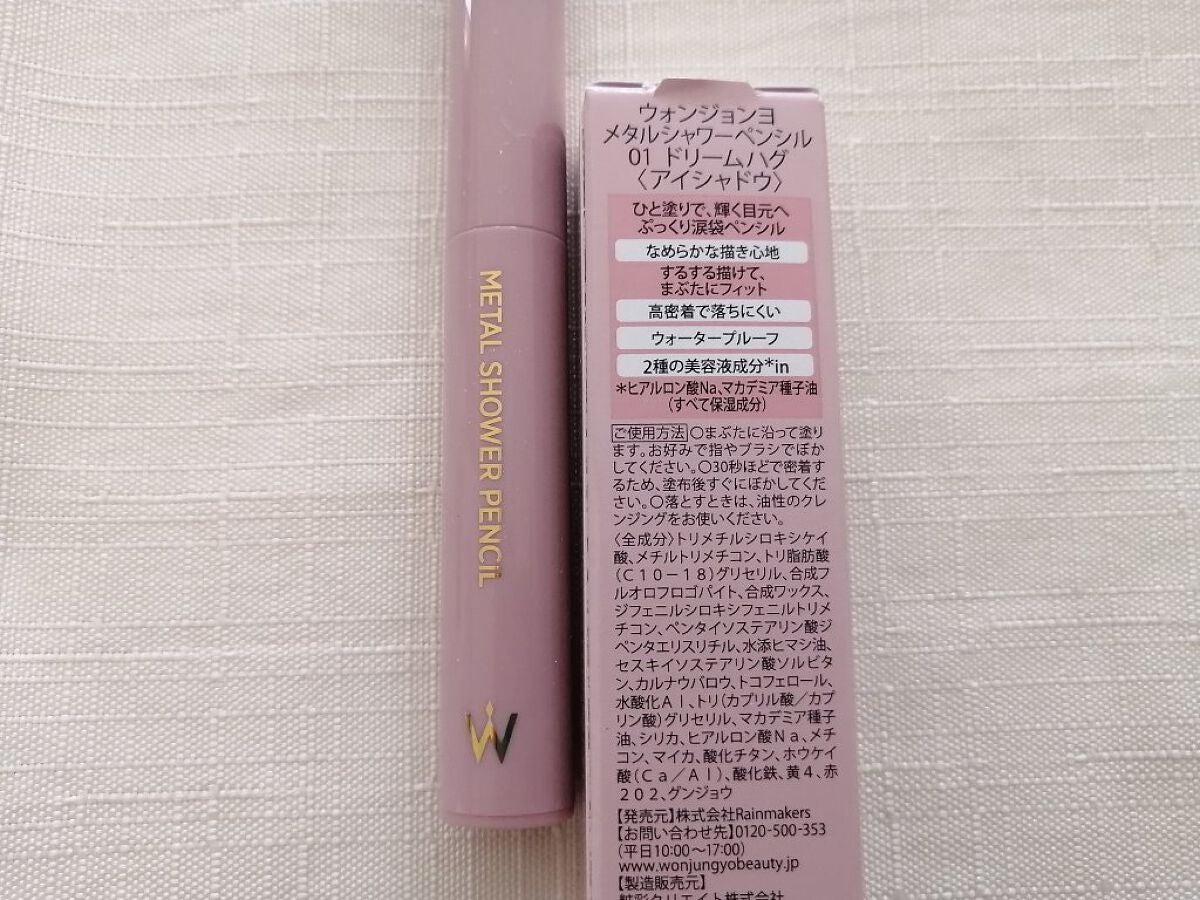 METAL SHOWER PENCiL
W
ウォンジョンヨ
メタルシャワーペンシル
01 ドリームハグ
〈アイシャドウ〉
ひと塗りで、輝く目元へ
ぷっくり涙袋ペンシル
なめらかな描き心地
するする描けて、
まぶたにフィット
高密着で落ちにくい
ウォータープルーフ
2種の美容液成分*in
*ヒアルロン酸Na、マカデミア種子油
(すべて保湿成分)
ご使用方法 〇まぶたに沿って塗り
ます。お好みで指やブラシでぼか
してください。〇30秒ほどで密着す
るため、塗布後すぐにぼかしてくだ
さい。〇落とすときは、油性のクレ
ンジングをお使いください。
〈全成分〉トリメチルシロキシケイ
酸、メチルトリメチコン、トリ脂肪酸
(C10-18)グリセリル、合成フ
ルオロフロゴパイト、合成ワックス、
ジフェニルシロキシフェニルトリメ
チコン、ペンタイソステアリン酸ジ
ペンタエリスリチル、水添ヒマシ油、
セスキイソステアリン酸ソルビタ
ン、カルナウバロウ、トコフェロール、
水酸化Al、トリ(カプリル酸/カプ
リン酸)グリセリル、マカデミア種子
油、シリカ、ヒアルロン酸Na、メチ
コン、マイカ、酸化チタン、ホウケイ
酸(Ca/Al)、酸化鉄、黄4、赤
202、グンジョウ
【発売元】株式会社Rainmakers
【お問い合わせ先】0120-500-353
(平日10:00〜17:00)
www.wonjungyobeauty.jp
【製造販売元】